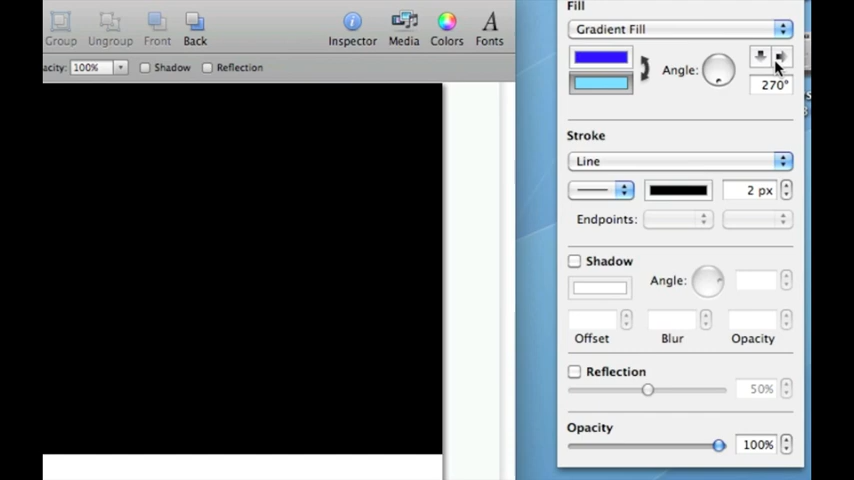 Fill
Group Ungroup Front Back Inspector Media Colors Fonts
Gradient Fill
acity: 100% Shadow Reflection
Angle:
270°
Stroke
Line
2 px
Endpoints:
Shadow
Angle:
Offset Blur Opacity
Reflection
50%
Opacity
100%